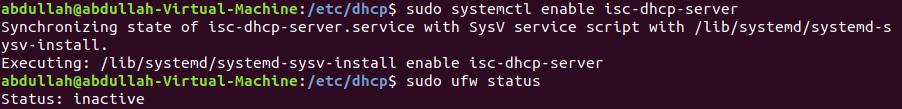 abdullah@abdullah-Virtual-Machine:/etc/dhcp$ sudo systemctl enable isc-dhcp-server
Synchronizing state of isc-dhcp-server.service with SysV service script with /lib/systemd/systemd-s
ysv-install.
Executing: /lib/systemd/systemd-sysv-install enable isc-dhcp-server
abdullah@abdullah-Virtual-Machine:/etc/dhcp$ sudo ufw status
Status: inactive